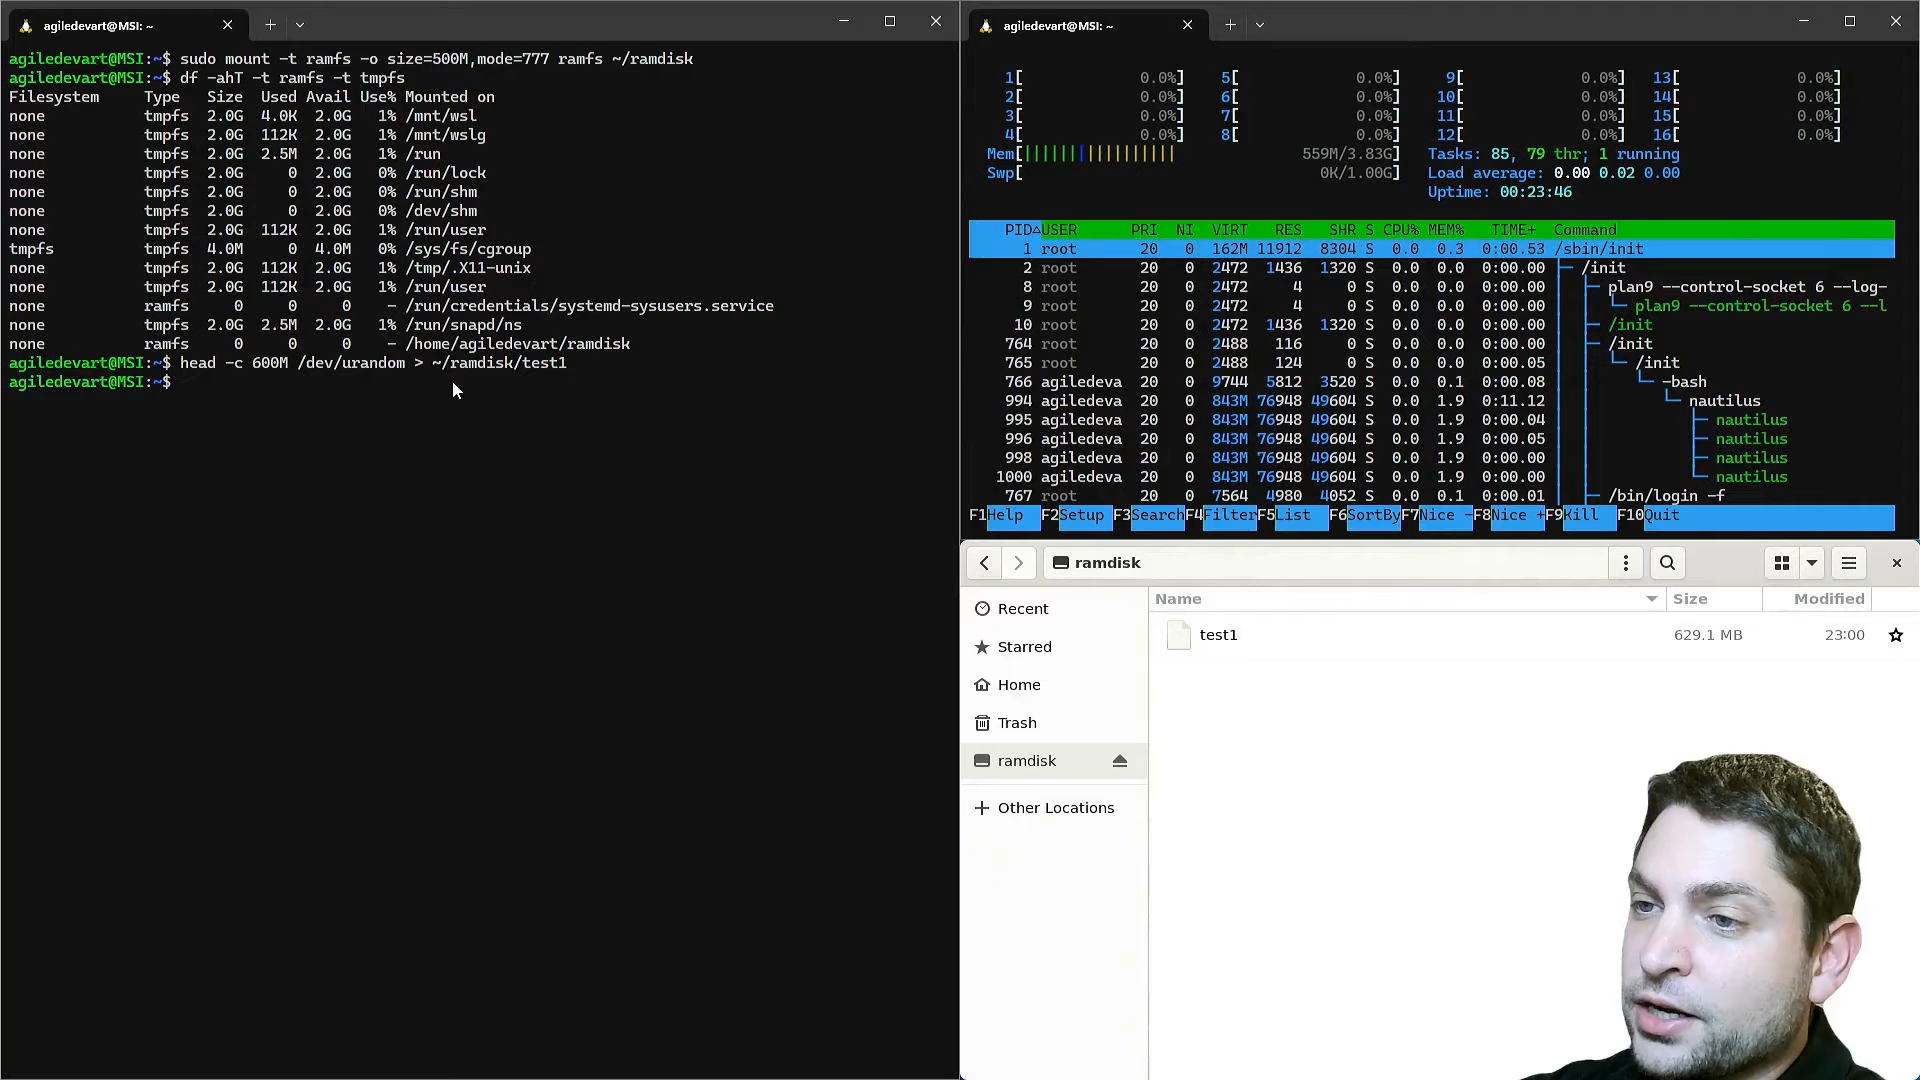 agiledevart@MSI: ~
agiledevart@MSI:~$ sudo mount -t ramfs -o size=500M,mode=777 ramfs ~/ramdisk
agiledevart@MSI:~$ df -ahT -t ramfs -t tmpfs
Filesystem Type Size Used Avail Use% Mounted on
none tmpfs 2.0G 4.0K 2.0G 1% /mnt/wsl
none tmpfs 2.0G 112K 2.0G 1% /mnt/wslg
none tmpfs 2.0G 2.5M 2.0G 1% /run
none tmpfs 2.0G 0 2.0G 0% /run/lock
none tmpfs 2.0G 0 2.0G 0% /run/shm
none tmpfs 2.0G 0 2.0G 0% /dev/shm
none tmpfs 2.0G 112K 2.0G 1% /run/user
tmpfs tmpfs 4.0M 0 4.0M 0% /sys/fs/cgroup
none tmpfs 2.0G 112K 2.0G 1% /tmp/.X11-unix
none tmpfs 2.0G 112K 2.0G 1% /run/user
none ramfs 0 0 0 - /run/credentials/systemd-sysusers.service
none tmpfs 2.0G 2.5M 2.0G 1% /run/snapd/ns
none ramfs 0 0 0 - /home/agiledevart/ramdisk
agiledevart@MSI:~$ head -c 600M /dev/urandom > ~/ramdisk/test1
agiledevart@MSI:~$
agiledevart@MSI: ~
1[ 0.0%] 5[ 0.0%] 9[ 0.0%] 13[ 0.0%]
2[ 0.0%] 6[ 0.0%] 10[ 0.0%] 14[ 0.0%]
3[ 0.0%] 7[ 0.0%] 11[ 0.0%] 15[ 0.0%]
4[ 0.0%] 8[ 0.0%] 12[ 0.0%] 16[ 0.0%]
Mem[||||||||||||||||| 559M/3.83G] Tasks: 85, 79 thr; 1 running
Swp[ 0K/1.00G] Load average: 0.00 0.02 0.00
Uptime: 00:23:46
PID△USER PRI NI VIRT RES SHR S CPU% MEM% TIME+ Command
1 root 20 0 162M 11912 8304 S 0.0 0.3 0:00.53 /sbin/init
2 root 20 0 2472 1436 1320 S 0.0 0.0 0:00.00 ├─ /init
8 root 20 0 2472 4 0 S 0.0 0.0 0:00.00 │ ├─ plan9 --control-socket 6 --log-
9 root 20 0 2472 4 0 S 0.0 0.0 0:00.00 │ │ └─ plan9 --control-socket 6 --l
10 root 20 0 2472 1436 1320 S 0.0 0.0 0:00.00 │ ├─ /init
764 root 20 0 2488 116 0 S 0.0 0.0 0:00.00 │ ├─ /init
765 root 20 0 2488 124 0 S 0.0 0.0 0:00.05 │ │ └─ /init
766 agiledeva 20 0 9744 5812 3520 S 0.0 0.1 0:00.08 │ │ └─ -bash
994 agiledeva 20 0 843M 76948 49604 S 0.0 1.9 0:11.12 │ │ └─ nautilus
995 agiledeva 20 0 843M 76948 49604 S 0.0 1.9 0:00.04 │ │ ├─ nautilus
996 agiledeva 20 0 843M 76948 49604 S 0.0 1.9 0:00.05 │ │ ├─ nautilus
998 agiledeva 20 0 843M 76948 49604 S 0.0 1.9 0:00.00 │ │ ├─ nautilus
1000 agiledeva 20 0 843M 76948 49604 S 0.0 1.9 0:00.00 │ │ └─ nautilus
767 root 20 0 7564 4980 4052 S 0.0 0.1 0:00.01 │ ├─ /bin/login -f
F1Help F2Setup F3SearchF4FilterF5List F6SortByF7Nice -F8Nice +F9Kill F10Quit
ramdisk
Recent
Starred
Home
Trash
ramdisk
Other Locations
Name Size Modified
test1 629.1 MB 23:00